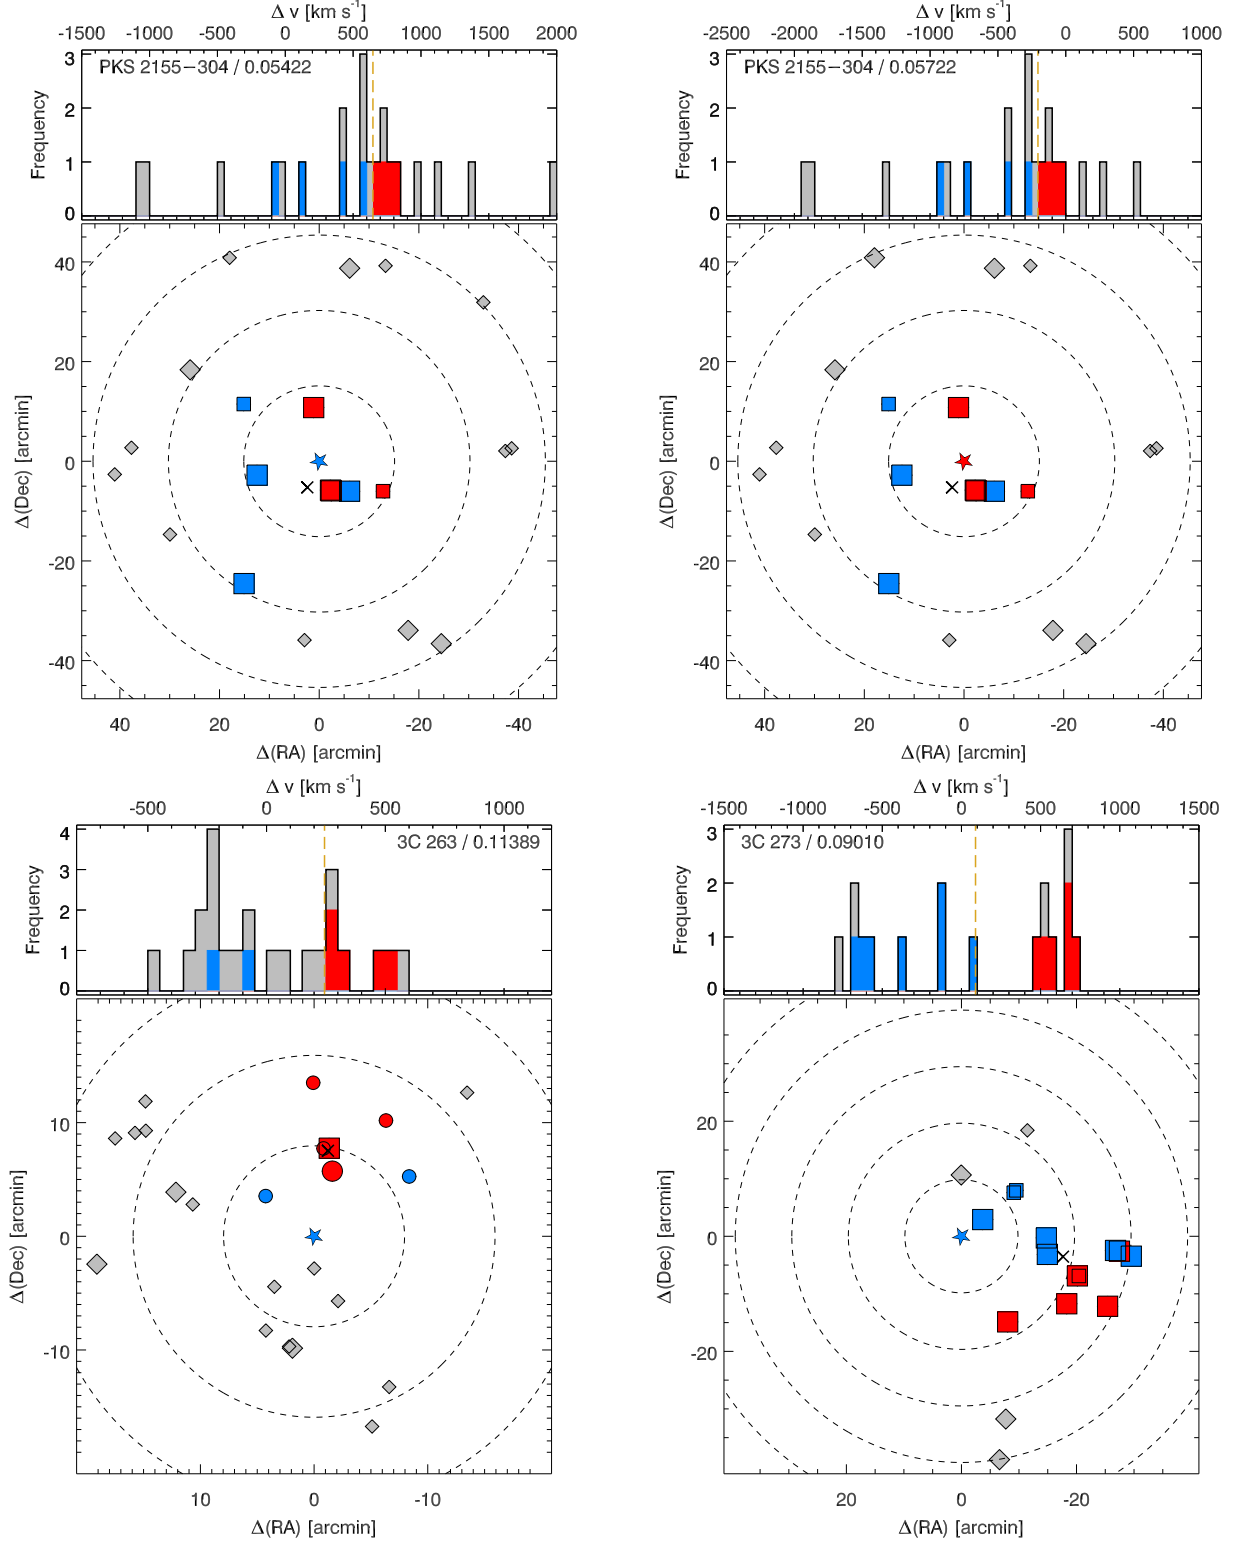 Δ v [km s⁻¹]
-1500 -1000 -500 0 500 1000 1500 2000
PKS 2155−304 / 0.05422
Frequency
3
2
1
0
Δ(Dec) [arcmin]
40
20
0
-20
-40
40 20 0 -20 -40
Δ(RA) [arcmin]
Δ v [km s⁻¹]
-2500 -2000 -1500 -1000 -500 0 500 1000
PKS 2155−304 / 0.05722
Frequency
3
2
1
0
Δ(Dec) [arcmin]
40
20
0
-20
-40
40 20 0 -20 -40
Δ(RA) [arcmin]
Δ v [km s⁻¹]
-500 0 500 1000
3C 263 / 0.11389
Frequency
4
3
2
1
0
Δ(Dec) [arcmin]
10
0
-10
10 0 -10
Δ(RA) [arcmin]
Δ v [km s⁻¹]
-1500 -1000 -500 0 500 1000 1500
3C 273 / 0.09010
Frequency
3
2
1
0
Δ(Dec) [arcmin]
20
0
-20
20 0 -20
Δ(RA) [arcmin]